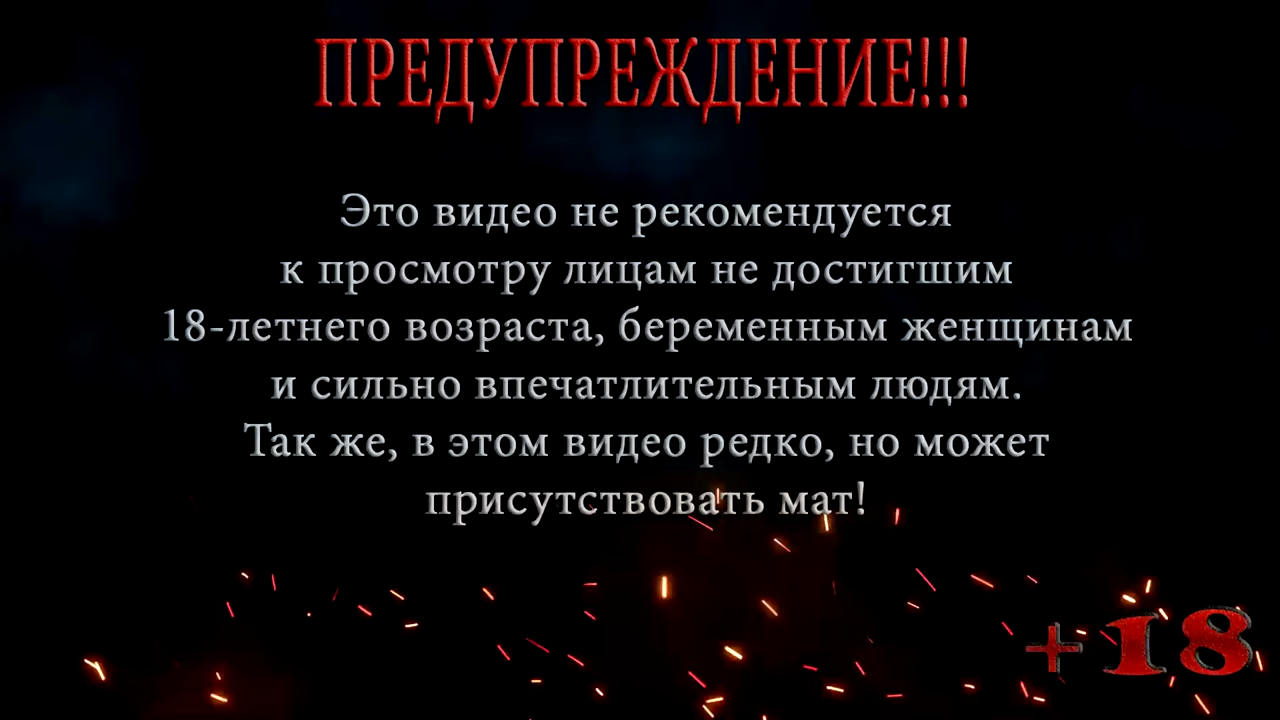 ПРЕДУПРЕЖДЕНИЕ!!!
Это видео не рекомендуется
к просмотру лицам не достигшим
18-летнего возраста, беременным женщинам
и сильно впечатлительным людям.
Так же, в этом видео редко, но может
присутствовать мат!
+18